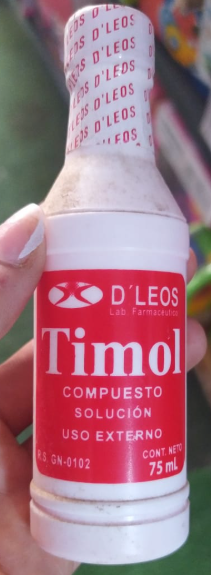 D'LEOS
D'LEOS
D'LEOS
D'LEOS
D'LEOS
D'LEOS
D´LEOS
Lab. Farmacéutico
Timol
COMPUESTO
SOLUCIÓN
USO EXTERNO
R.S. GN-0102
CONT. NETO
75 mL